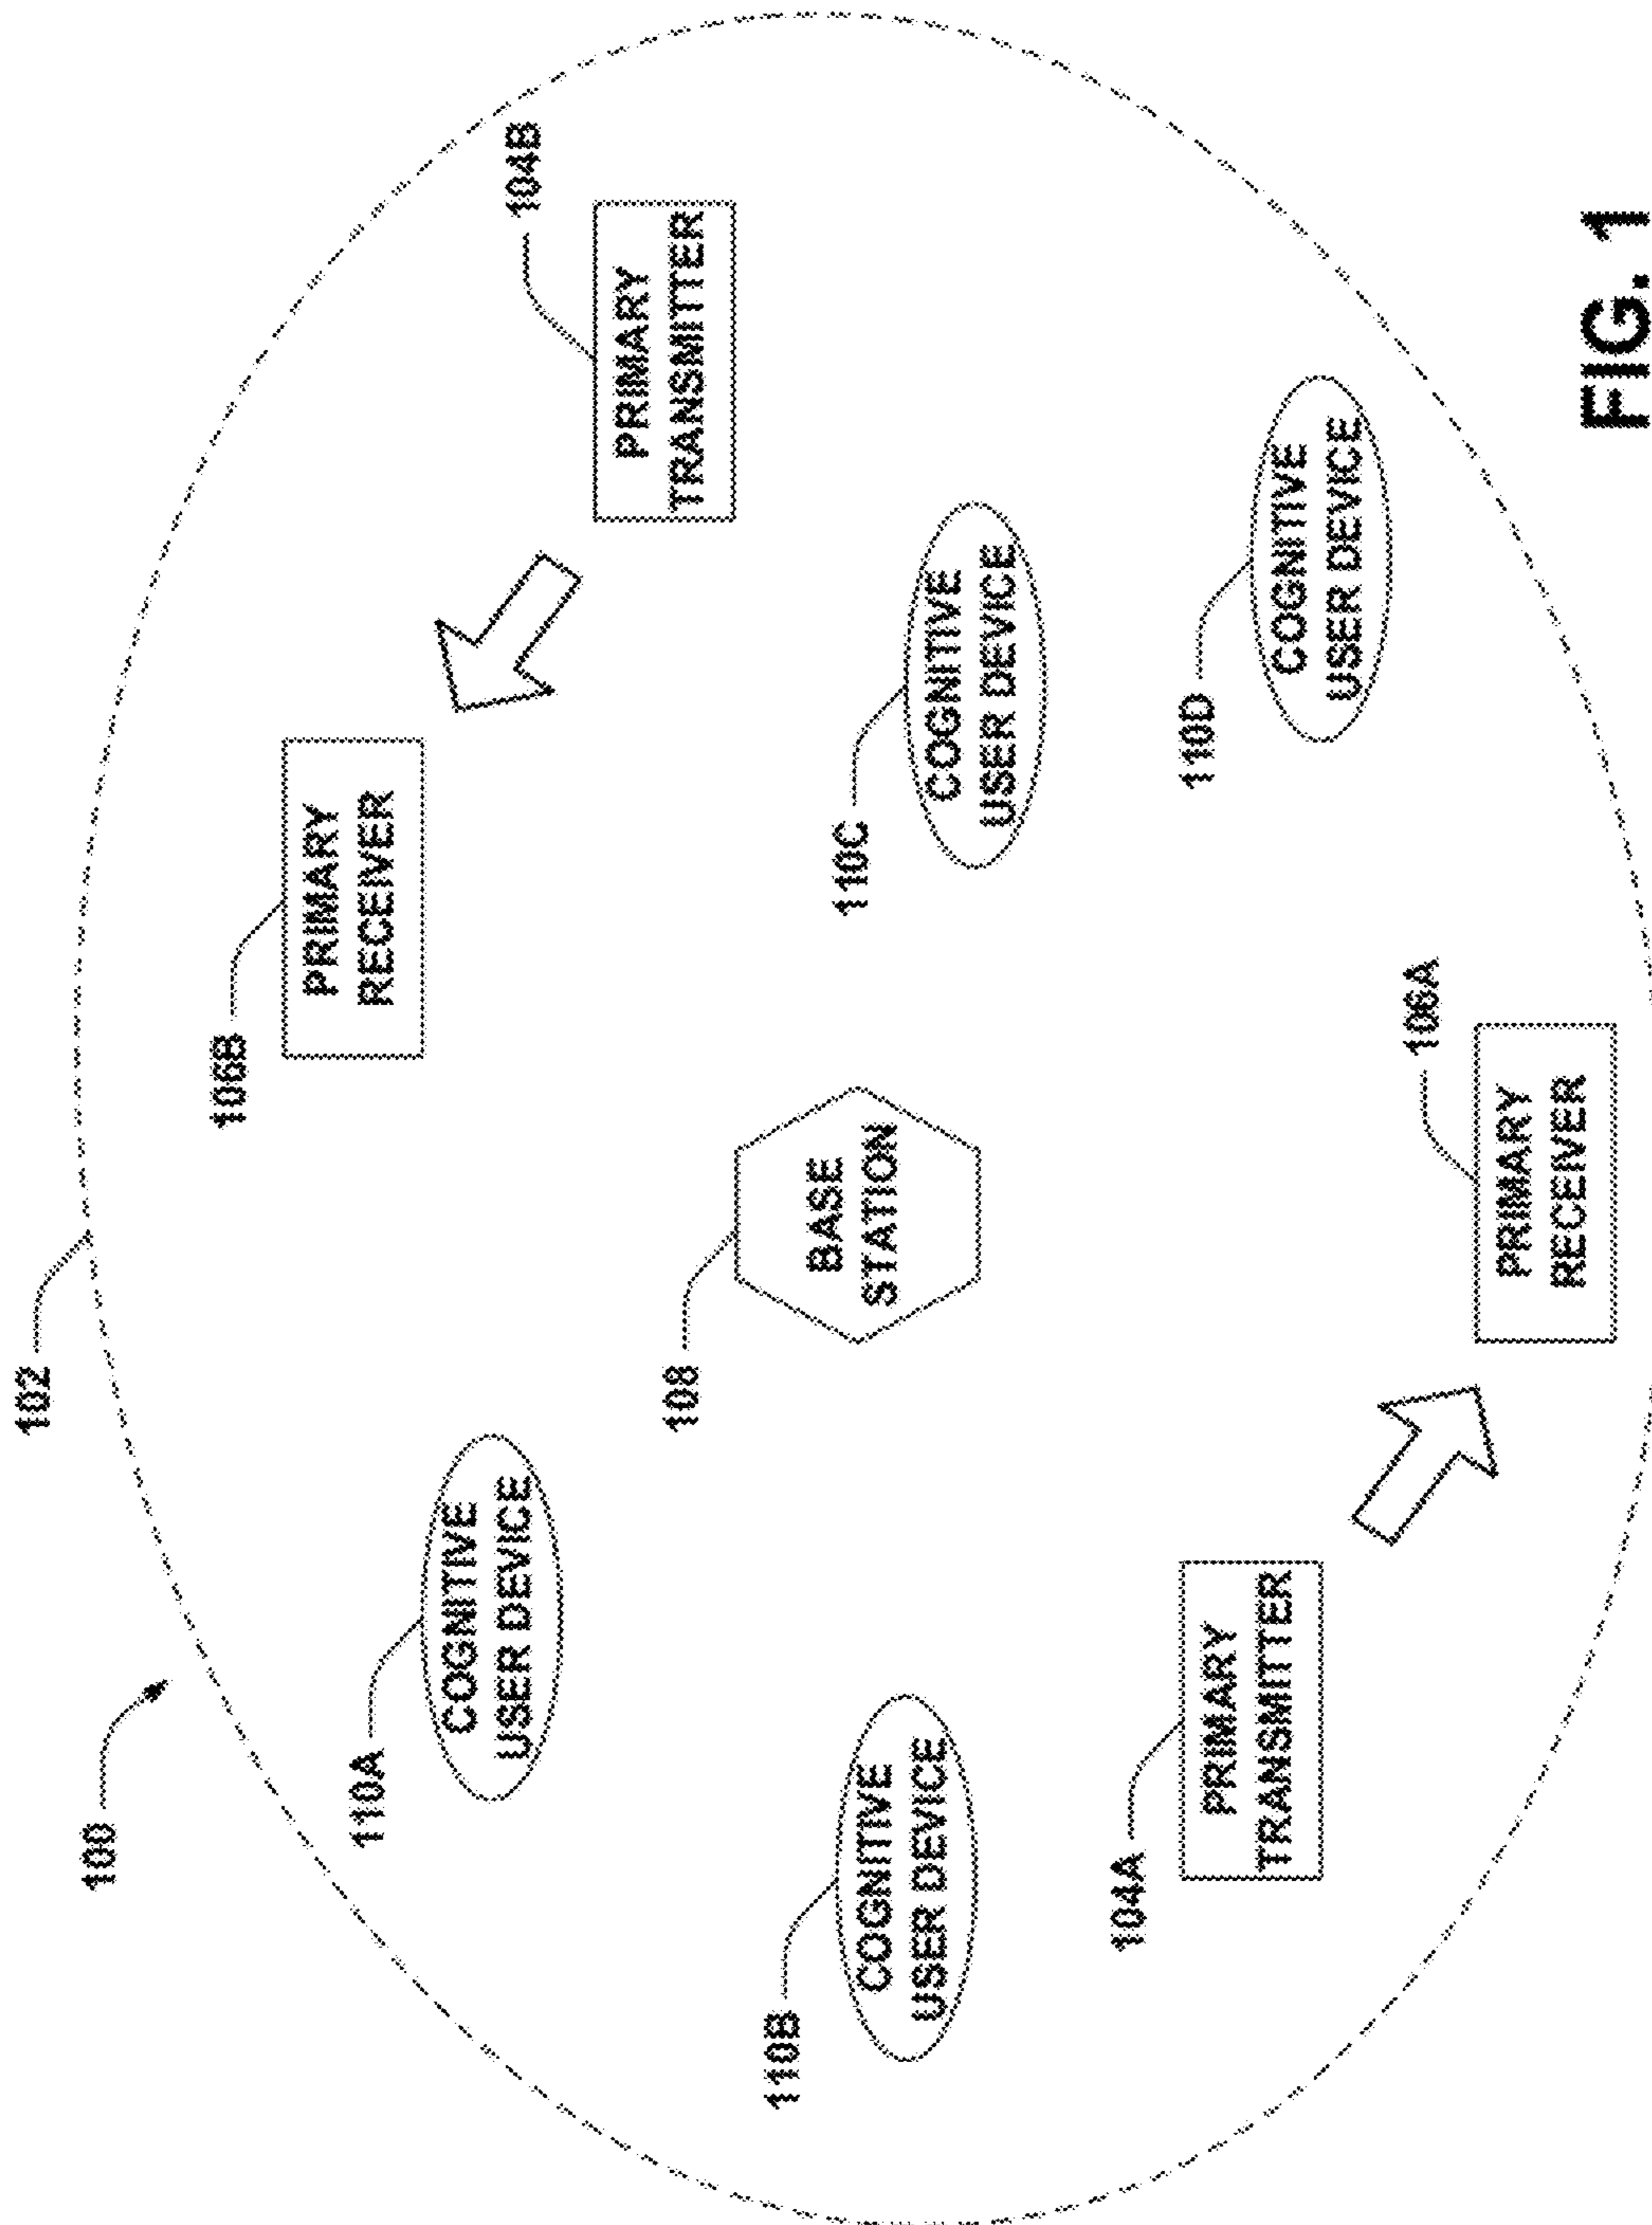 102
100
106B
PRIMARY
RECEIVER
110A
COGNITIVE
USER DEVICE
104B
PRIMARY
TRANSMITTER
108
BASE
STATION
110B
COGNITIVE
USER DEVICE
110C
COGNITIVE
USER DEVICE
104A
PRIMARY
TRANSMITTER
110D
COGNITIVE
USER DEVICE
106A
PRIMARY
RECEIVER
FIG. 1